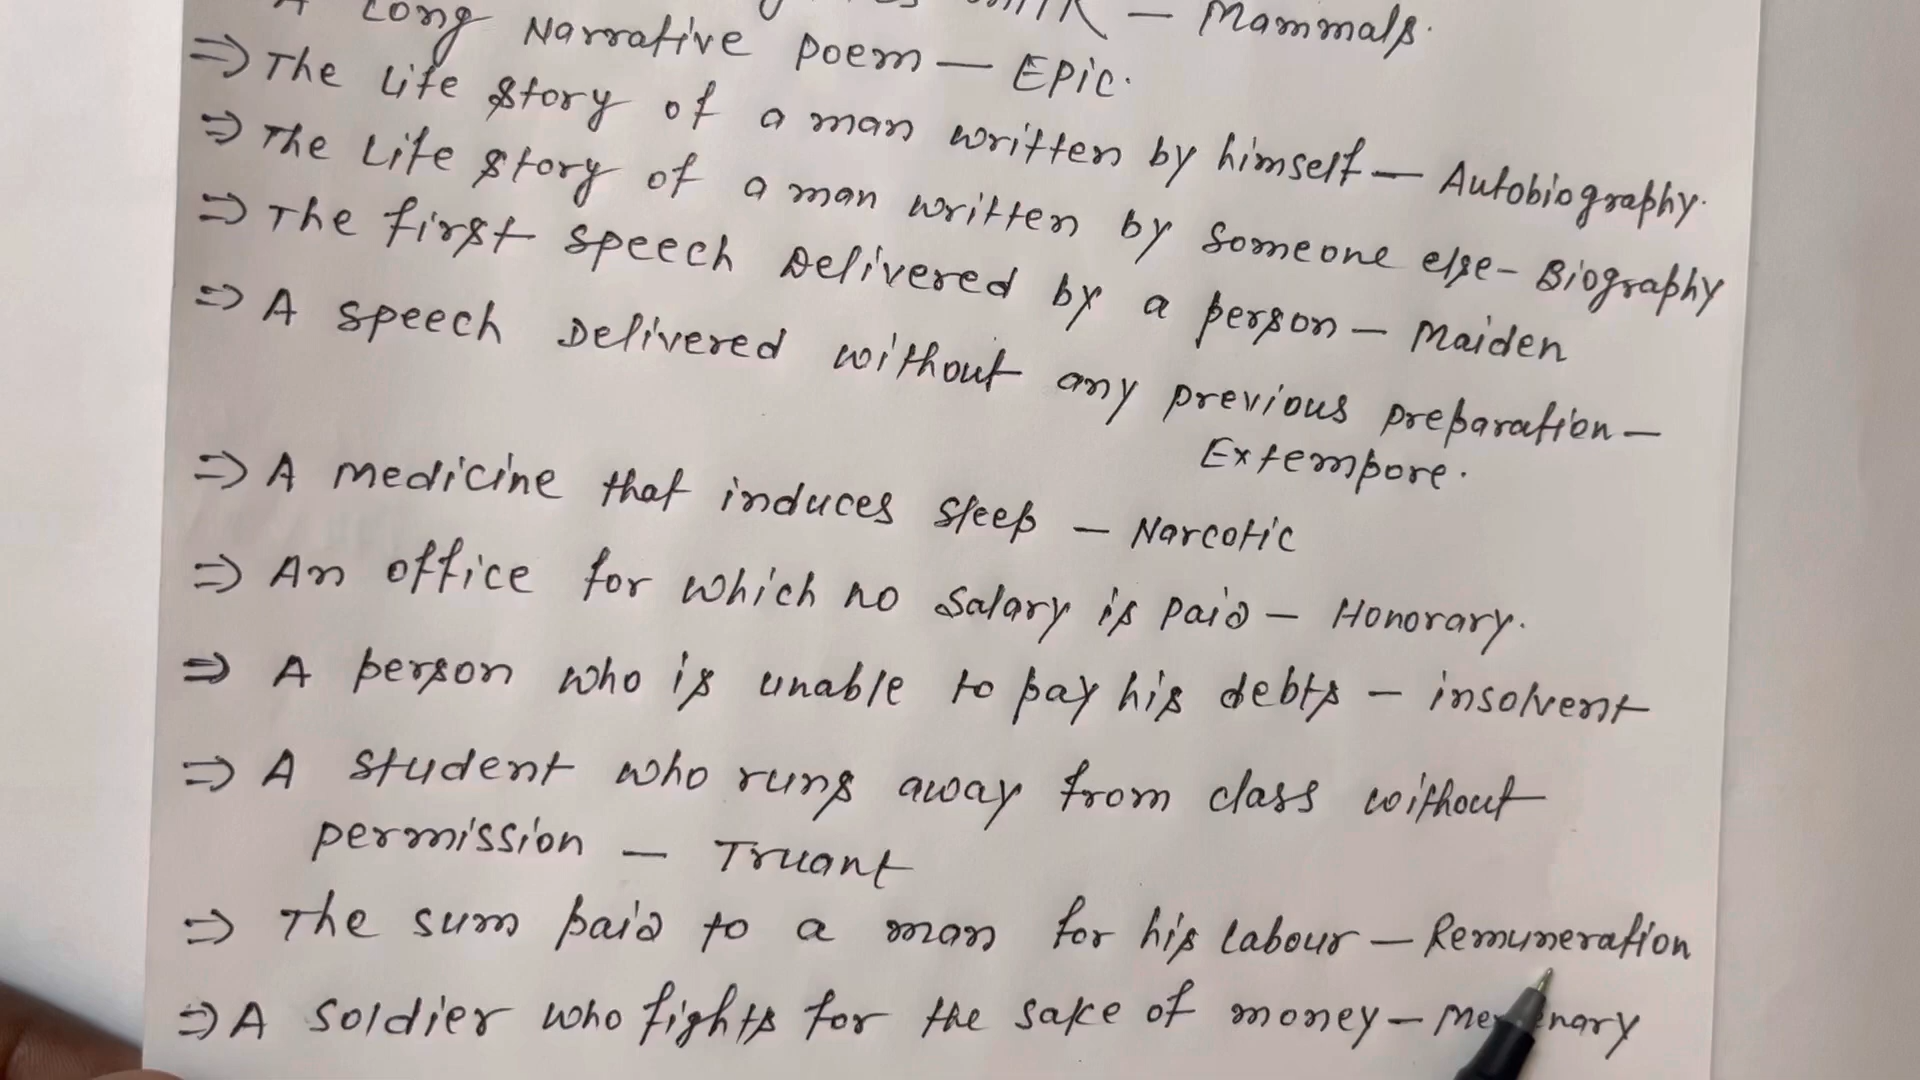 — Mammals.
A Long Narrative poem — Epic.
⇒ The life story of a man written by himself — Autobiography.
⇒ The Life story of a man written by someone else - Biography
⇒ The first speech Delivered by a person — Maiden
⇒ A speech Delivered without any previous preparation —
Extempore.
⇒ A medicine that induces sleep — Narcotic
⇒ An office for which no salary is paid — Honorary.
⇒ A person who is unable to pay his debts — insolvent
⇒ A student who runs away from class without
permission — Truant
⇒ The sum paid to a man for his labour — Remuneration
⇒ A soldier who fights for the sake of money —